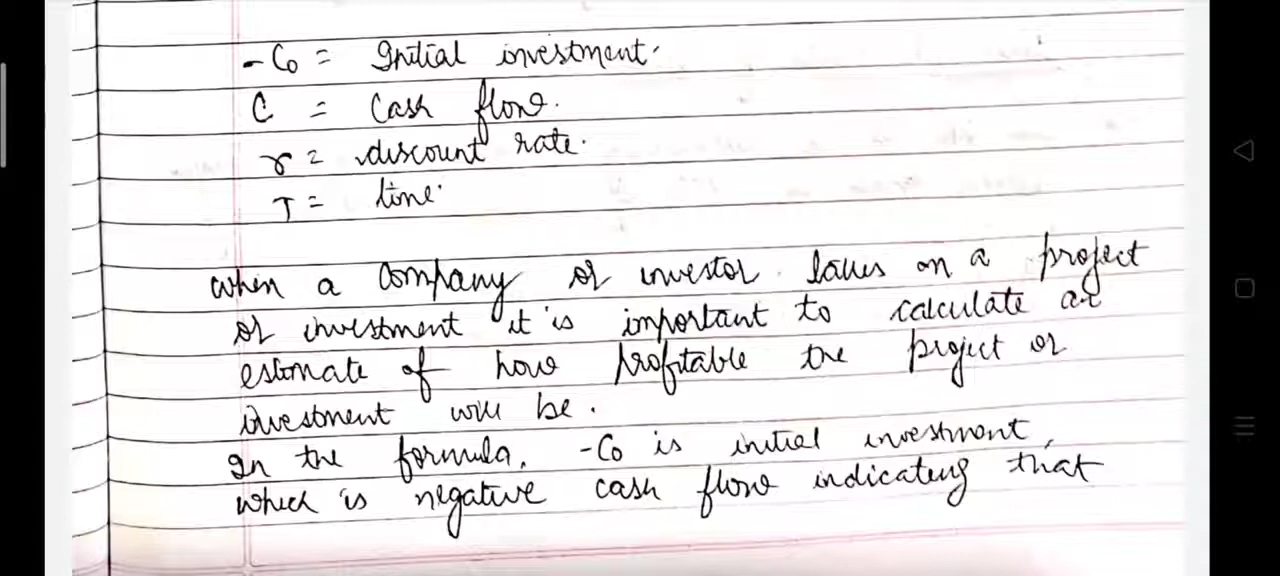 -Co = Initial investment.
C = Cash flow.
r = discount rate.
T = time.
When a company or investor takes on a project
or investment it is important to calculate an
estimate of how profitable the project or
investment will be.
In the formula, -Co is initial investment,
which is negative cash flow indicating that